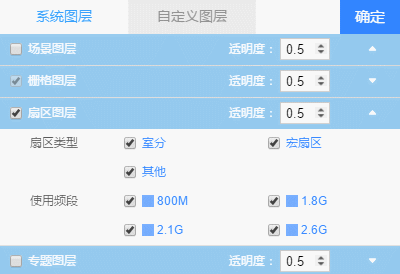 系统图层 自定义图层 确定
场景图层 透明度: 0.5
栅格图层 透明度: 0.5
扇区图层 透明度: 0.5
扇区类型 室分 宏扇区
其他
使用频段 800M 1.8G
2.1G 2.6G
专题图层 透明度: 0.5